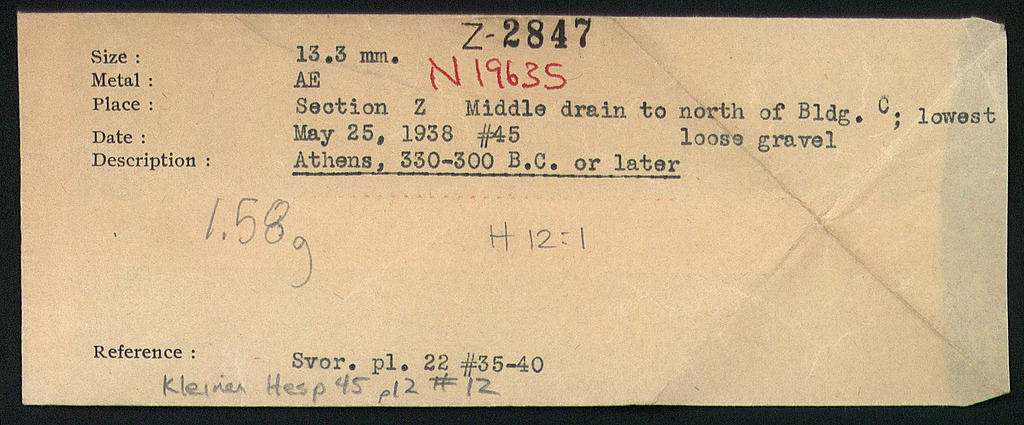 Z-2847
Size : 13.3 mm.
N 19635
Metal : AE
Place : Section Z Middle drain to north of Bldg. C; lowest
loose gravel
Date : May 25, 1938 #45
Description : Athens, 330-300 B.C. or later
1.58g
H 12:1
Reference : Svor. pl. 22 #35-40
Kleiner Hesp 45 p12 #12